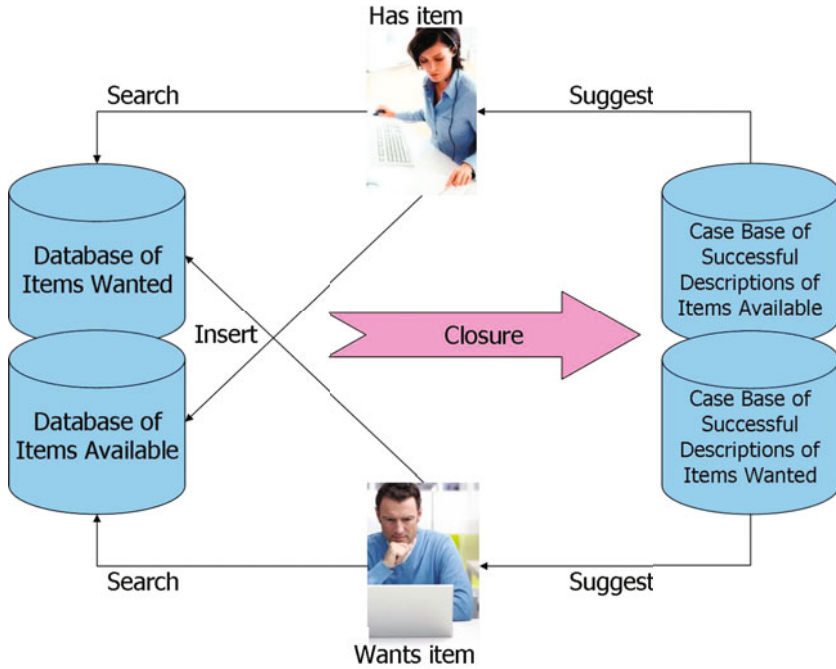 Has item
Search
Suggest
Database of
Items Wanted
Case Base of
Successful
Descriptions of
Items Available
Insert
Closure
Database of
Items Available
Case Base of
Successful
Descriptions of
Items Wanted
Search
Suggest
Wants item